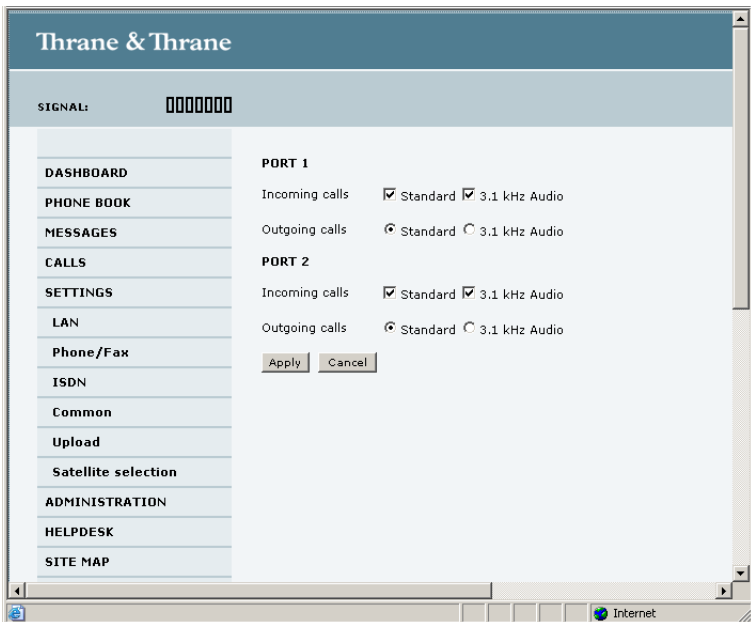 Thrane & Thrane
SIGNAL:
DASHBOARD
PHONE BOOK
MESSAGES
CALLS
SETTINGS
LAN
Phone/Fax
ISDN
Common
Upload
Satellite selection
ADMINISTRATION
HELPDESK
SITE MAP
PORT 1
Incoming calls Standard 3.1 kHz Audio
Outgoing calls Standard 3.1 kHz Audio
PORT 2
Incoming calls Standard 3.1 kHz Audio
Outgoing calls Standard 3.1 kHz Audio
Apply Cancel
Internet